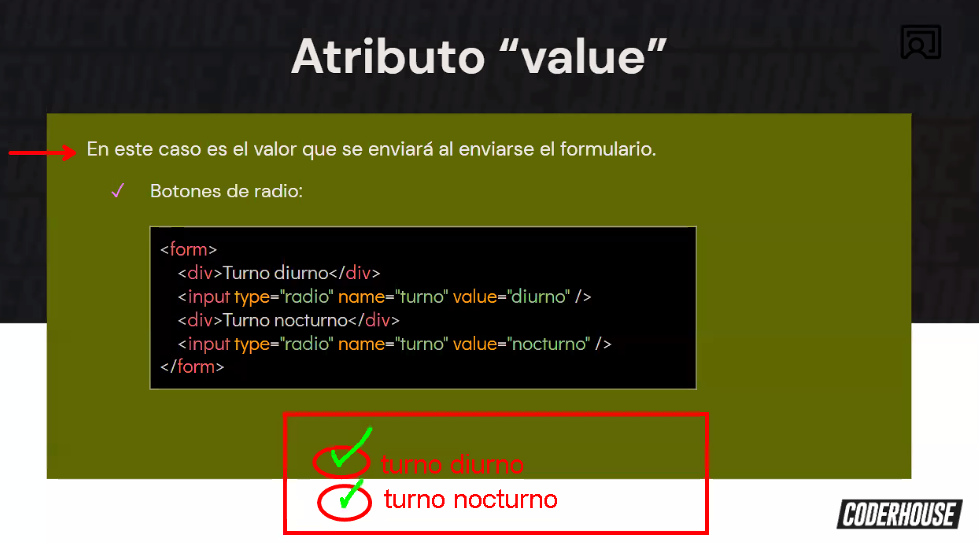 Atributo “value”
En este caso es el valor que se enviará al enviarse el formulario.
✓ Botones de radio:
<form>
<div>Turno diurno</div>
<input type="radio" name="turno" value="diurno" />
<div>Turno nocturno</div>
<input type="radio" name="turno" value="nocturno" />
</form>
turno diurno
turno nocturno
CODERHOUSE